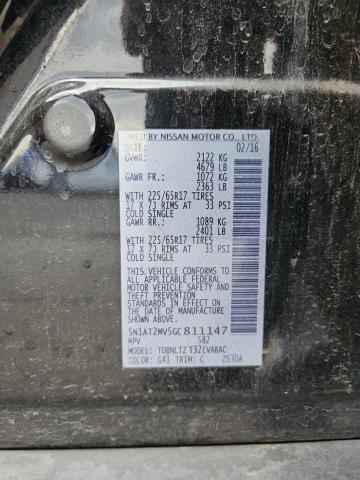 MFD BY NISSAN MOTOR CO., LTD.
DATE: 02/16
GVWR: 2122 KG
4679 LB
GAWR FR.: 1072 KG
2363 LB
WITH 225/65R17 TIRES
17 X 7J RIMS AT 33 PSI
COLD SINGLE
GAWR RR.: 1089 KG
2401 LB
WITH 225/65R17 TIRES
17 X 7J RIMS AT 33 PSI
COLD SINGLE
THIS VEHICLE CONFORMS TO ALL
APPLICABLE FEDERAL MOTOR
VEHICLE SAFETY AND THEFT
PREVENTION STANDARDS IN EFFECT
ON THE DATE OF MANUFACTURE
SHOWN ABOVE.
5N1AT2MV5GC811147
MPV 582
MODEL: TDBNLTZ T32EVABAC
COLOR: G41 TRIM: C 2530A